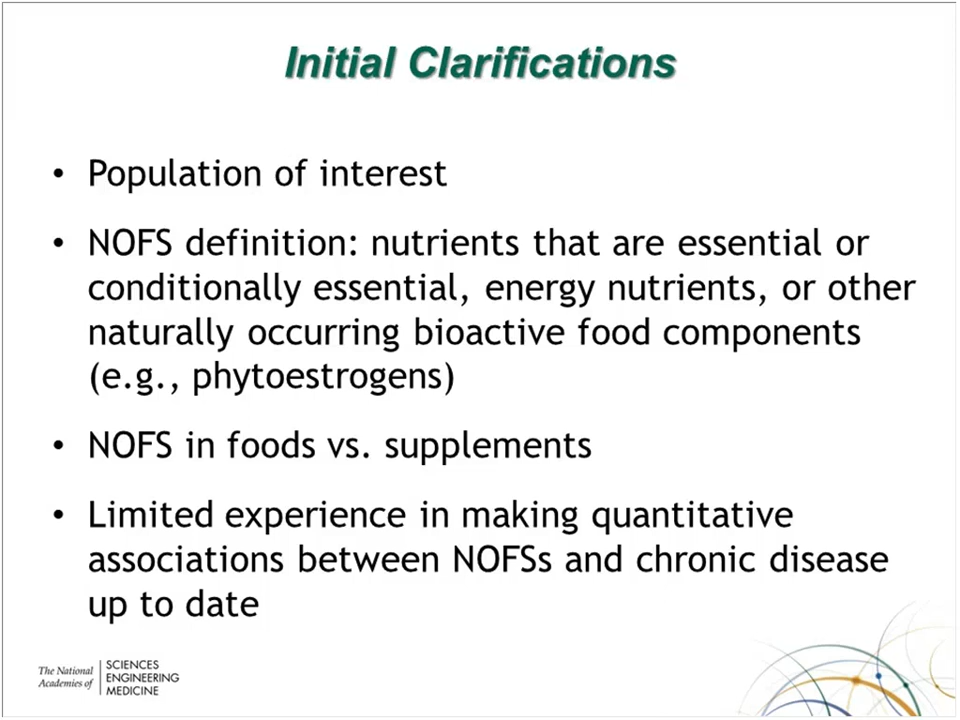 Initial Clarifications
• Population of interest
• NOFS definition: nutrients that are essential or
conditionally essential, energy nutrients, or other
naturally occurring bioactive food components
(e.g., phytoestrogens)
• NOFS in foods vs. supplements
• Limited experience in making quantitative
associations between NOFSs and chronic disease
up to date
The National
Academies of
SCIENCES
ENGINEERING
MEDICINE